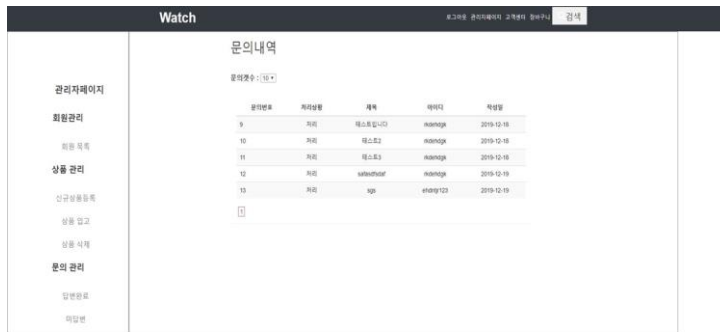 Watch
로그아웃 관리자페이지 고객센터 장바구니 검색
문의내역
문의갯수 : 10
관리자페이지
회원관리
회원 목록
상품 관리
신규상품등록
상품 입고
상품 삭제
문의 관리
답변완료
미답변
문의번호 처리상황 제목 아이디 작성일
9 처리 테스트입니다 2019-12-18
10 처리 테스트2 2019-12-18
11 처리 테스트3 2019-12-18
12 처리 2019-12-19
13 처리 sgs 2019-12-19
1